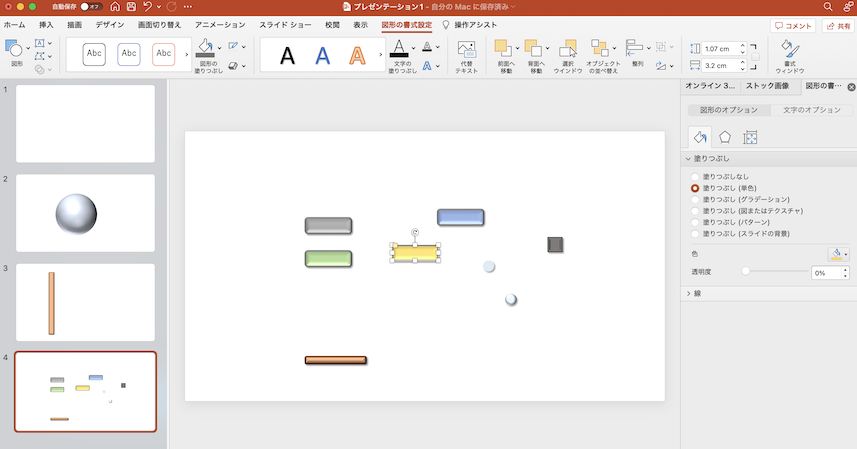 自動保存 オフ
プレゼンテーション1 - 自分の Mac に保存済み
ホーム 挿入 描画 デザイン 画面切り替え アニメーション スライド ショー 校閲 表示 図形の書式設定 操作アシスト
コメント 共有
図形
Abc Abc Abc
図形の
塗りつぶし
A A A
文字の
塗りつぶし
代替
テキスト
前面へ
移動
背面へ
移動
選択
ウインドウ
オブジェクト
の並べ替え
整列
1.07 cm
3.2 cm
書式
ウィンドウ
1
2
3
4
オンライン 3... ストック画像 図形の書...
図形のオプション 文字のオプション
塗りつぶし
塗りつぶしなし
塗りつぶし (単色)
塗りつぶし (グラデーション)
塗りつぶし (図またはテクスチャ)
塗りつぶし (パターン)
塗りつぶし (スライドの背景)
色
透明度 0%
線